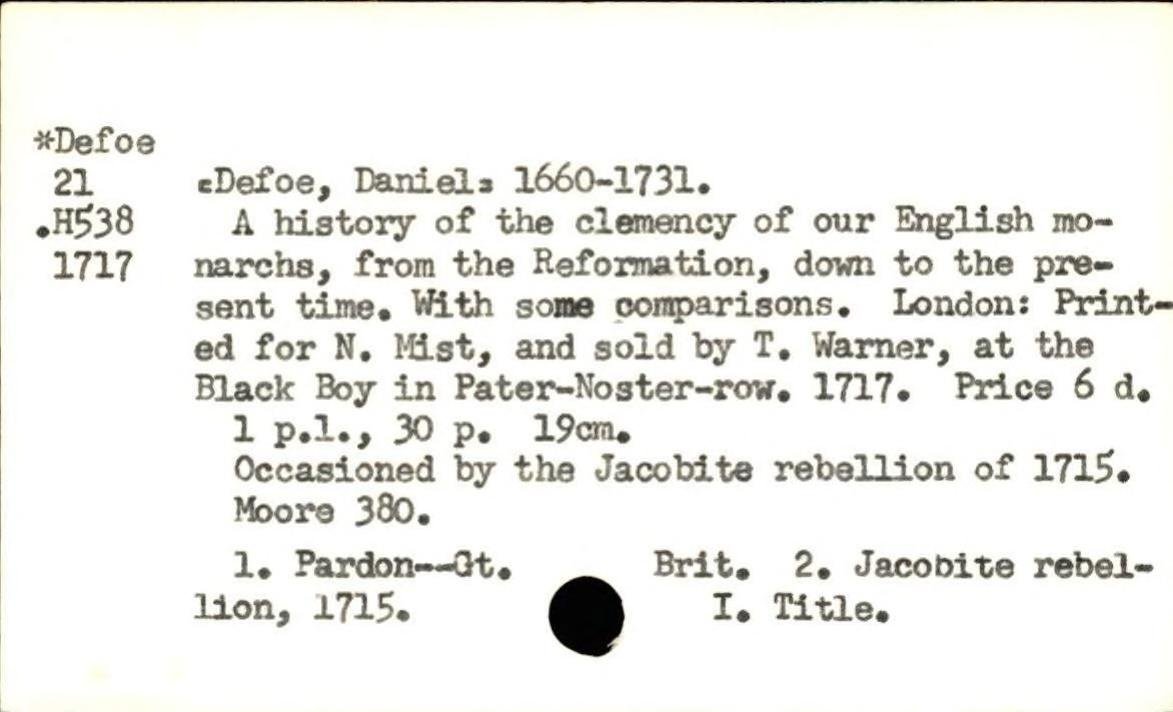 *Defoe
21 [Defoe, Daniel] 1660-1731.
.H538 A history of the clemency of our English mo-
1717 narchs, from the Reformation, down to the pre-
sent time. With some comparisons. London: Print-
ed for N. Mist, and sold by T. Warner, at the
Black Boy in Pater-Noster-row. 1717. Price 6 d.
1 p.l., 30 p. 19cm.
Occasioned by the Jacobite rebellion of 1715.
Moore 380.
1. Pardon--Gt. Brit. 2. Jacobite rebel-
lion, 1715. I. Title.